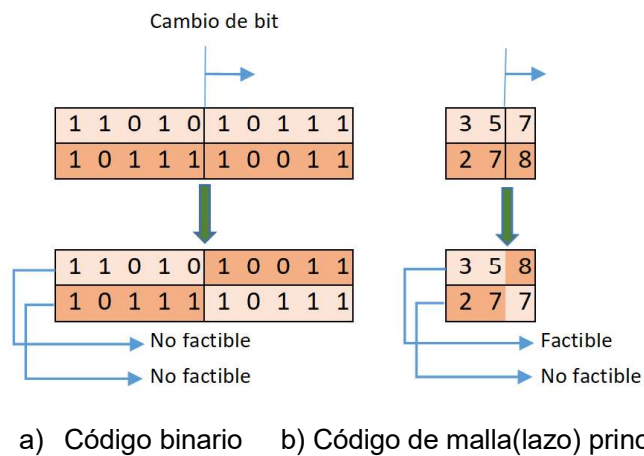 Cambio de bit
1 1 0 1 0 1 0 1 1 1 3 5 7
1 0 1 1 1 1 0 0 1 1 2 7 8
1 1 0 1 0 1 0 0 1 1 3 5 8
1 0 1 1 1 1 0 1 1 1 2 7 7
No factible Factible
No factible No factible
a) Código binario b) Código de malla(lazo) princ